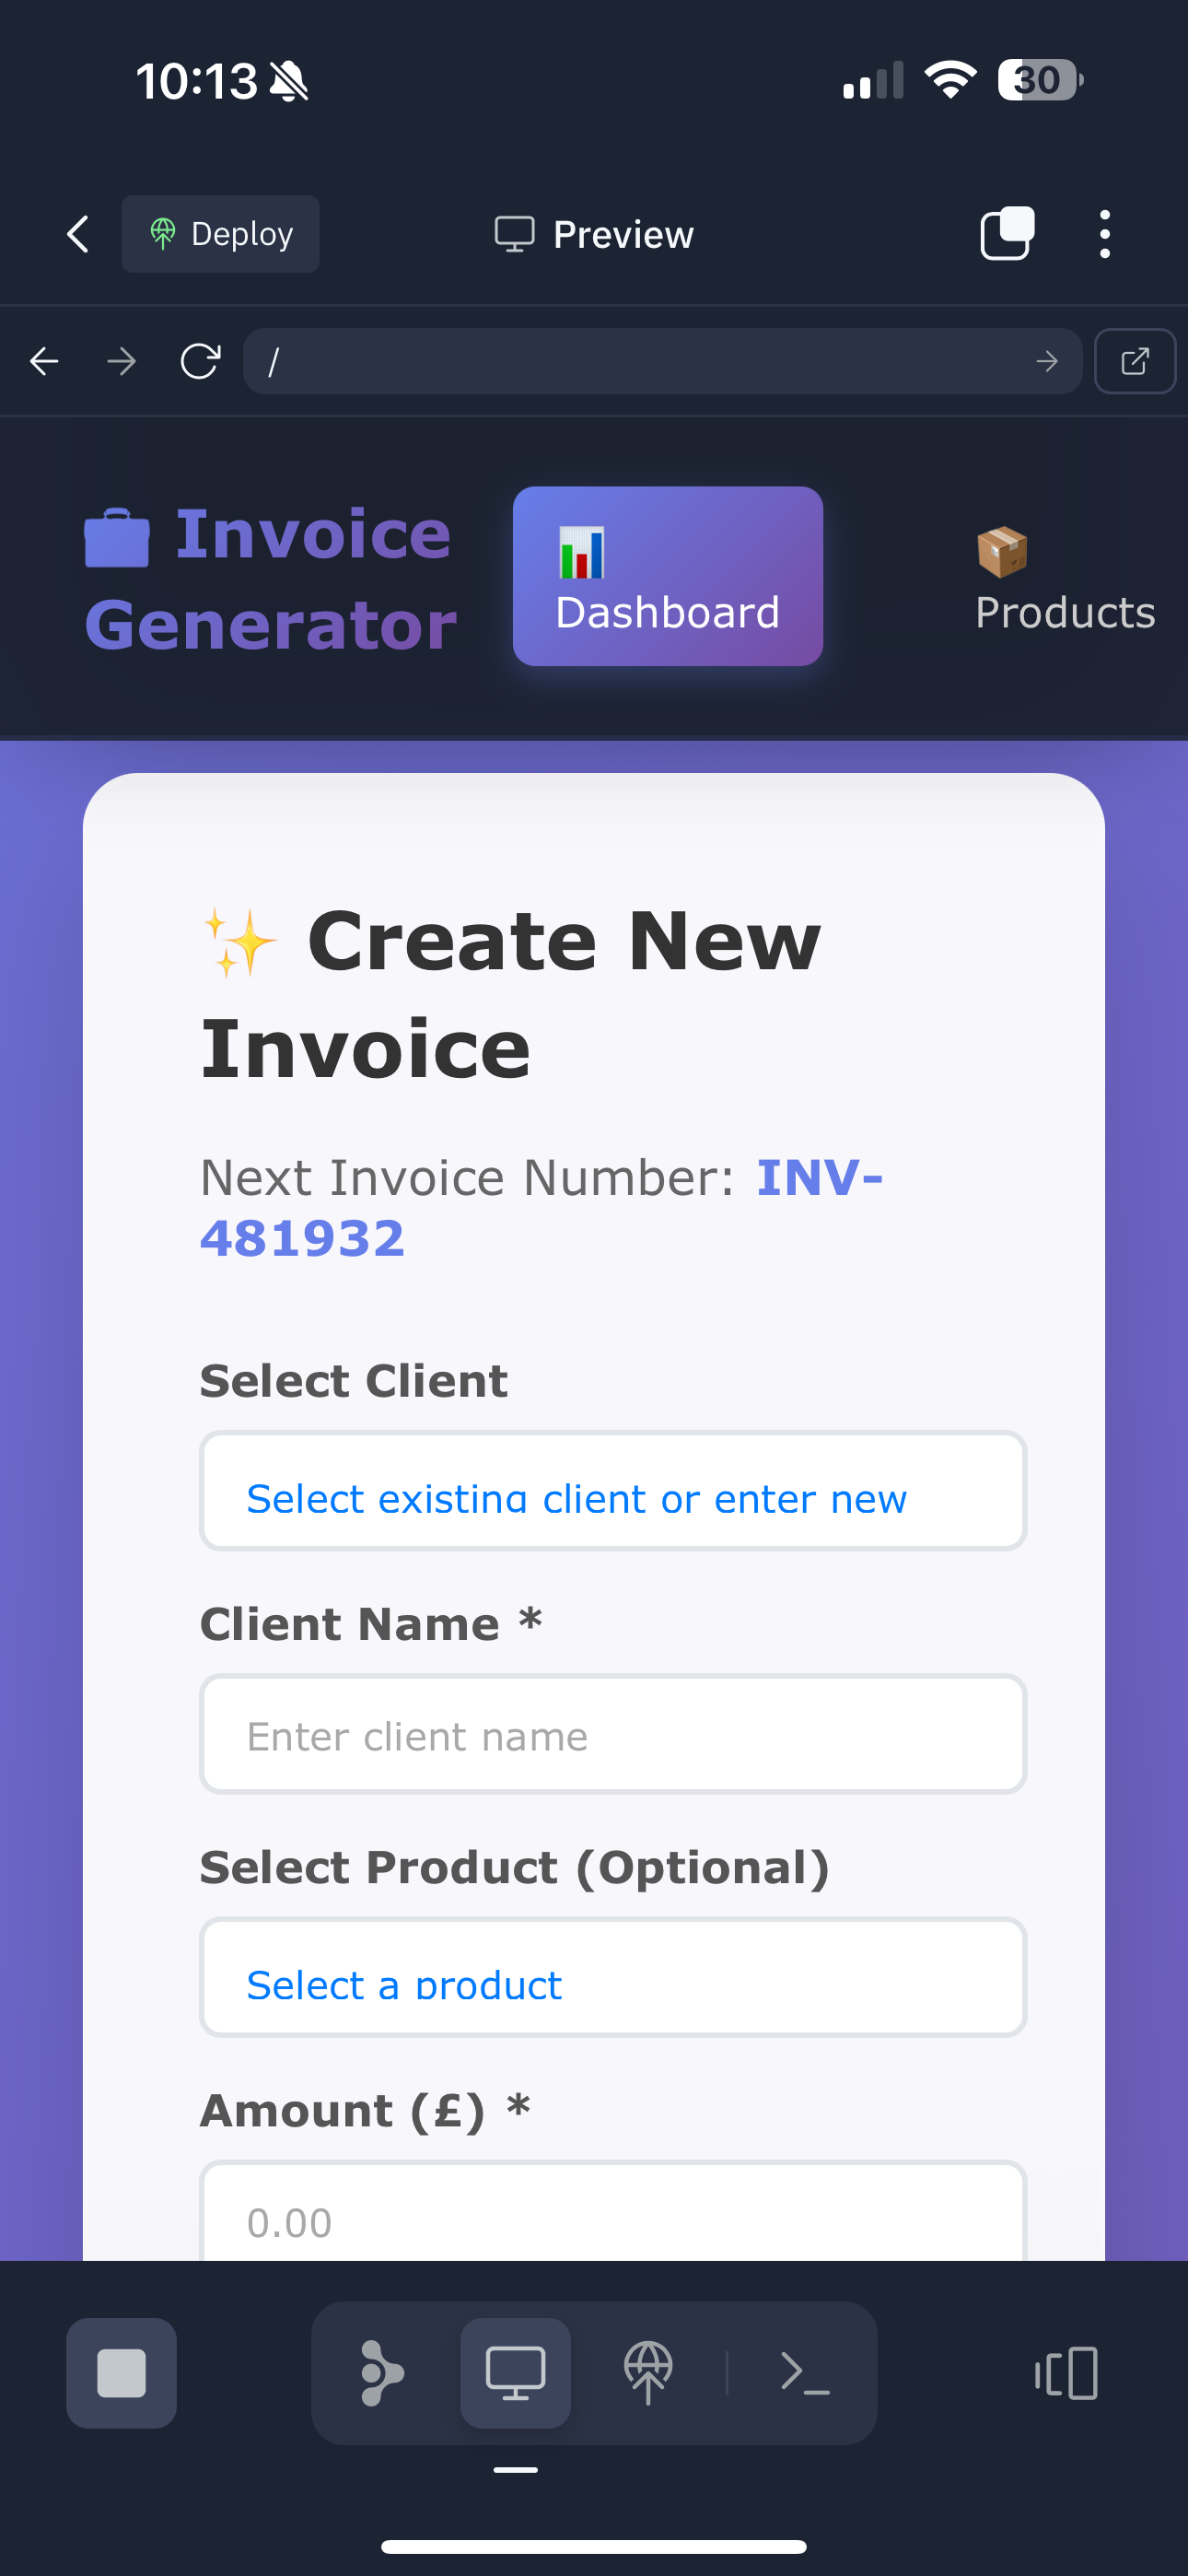 10:13
30
Deploy
Preview
/
Invoice
Generator
Dashboard
Products
Create New
Invoice
Next Invoice Number: INV-
481932
Select Client
Select existing client or enter new
Client Name *
Enter client name
Select Product (Optional)
Select a product
Amount (£) *
0.00